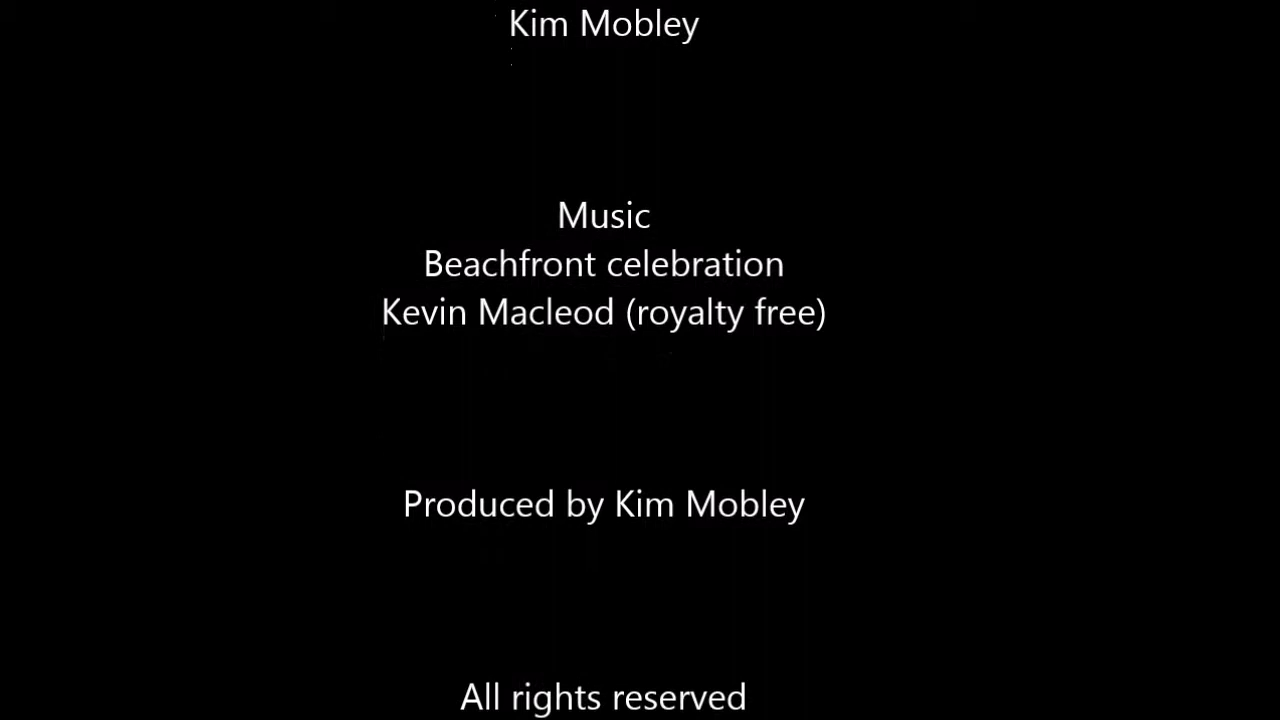 Kim Mobley
Music
Beachfront celebration
Kevin Macleod (royalty free)
Produced by Kim Mobley
All rights reserved